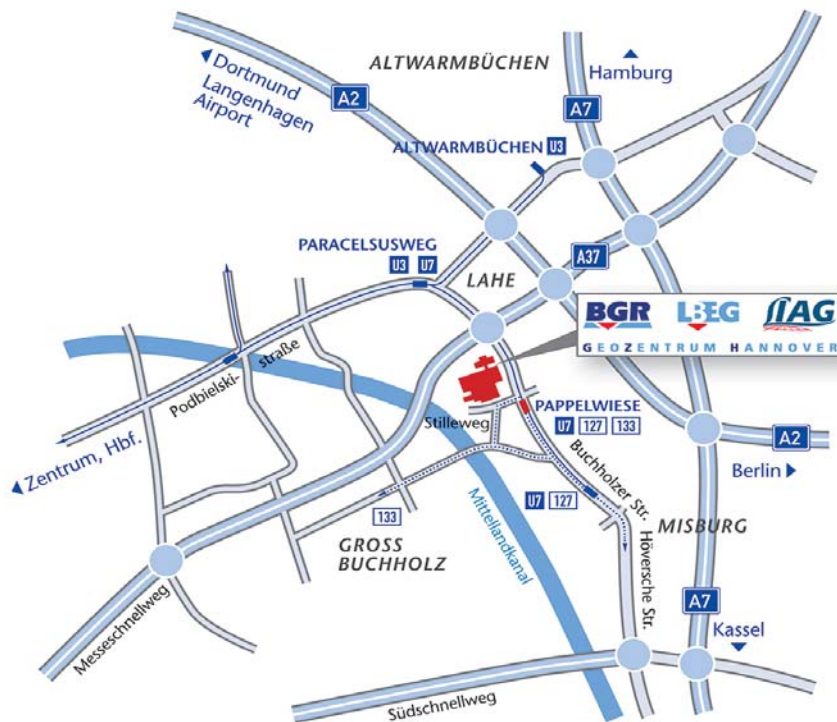 Dortmund
Langenhagen
Airport
A2
ALTWARMBÜCHEN
A7
Hamburg
ALTWARMBÜCHEN U3
PARACELSUSWEG
U3 U7
LAHE
A37
BGR LBEG LIAG
GEOZENTRUM HANNOVER
Podbielski-
straße
Stilleweg
PAPPELWIESE
U7 127 133
Zentrum, Hbf.
A2
Berlin
Buchholzer Str.
U7 127
133
GROSS
BUCHHOLZ
Mittellandkanal
MISBURG
Höversche Str.
Messeschnellweg
A7
Kassel
Südschnellweg